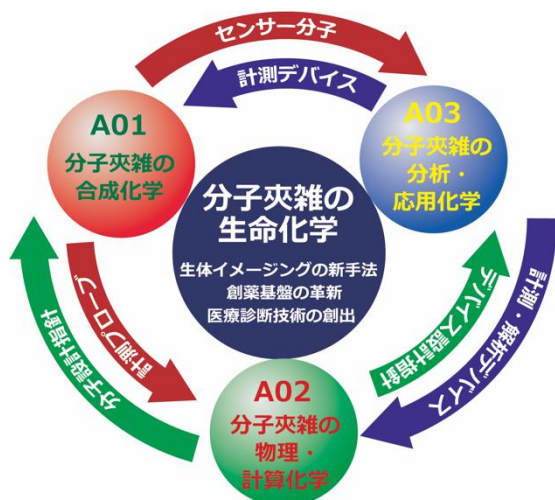 センサー分子
計測デバイス
A01
分子夾雑の
合成化学
A03
分子夾雑の
分析・
応用化学
分子夾雑の
生命化学
生体イメージングの新手法
創薬基盤の革新
医療診断技術の創出
分子設計指針
計測プローブ
デバイス設計指針
計測・解析デバイス
A02
分子夾雑の
物理・
計算化学